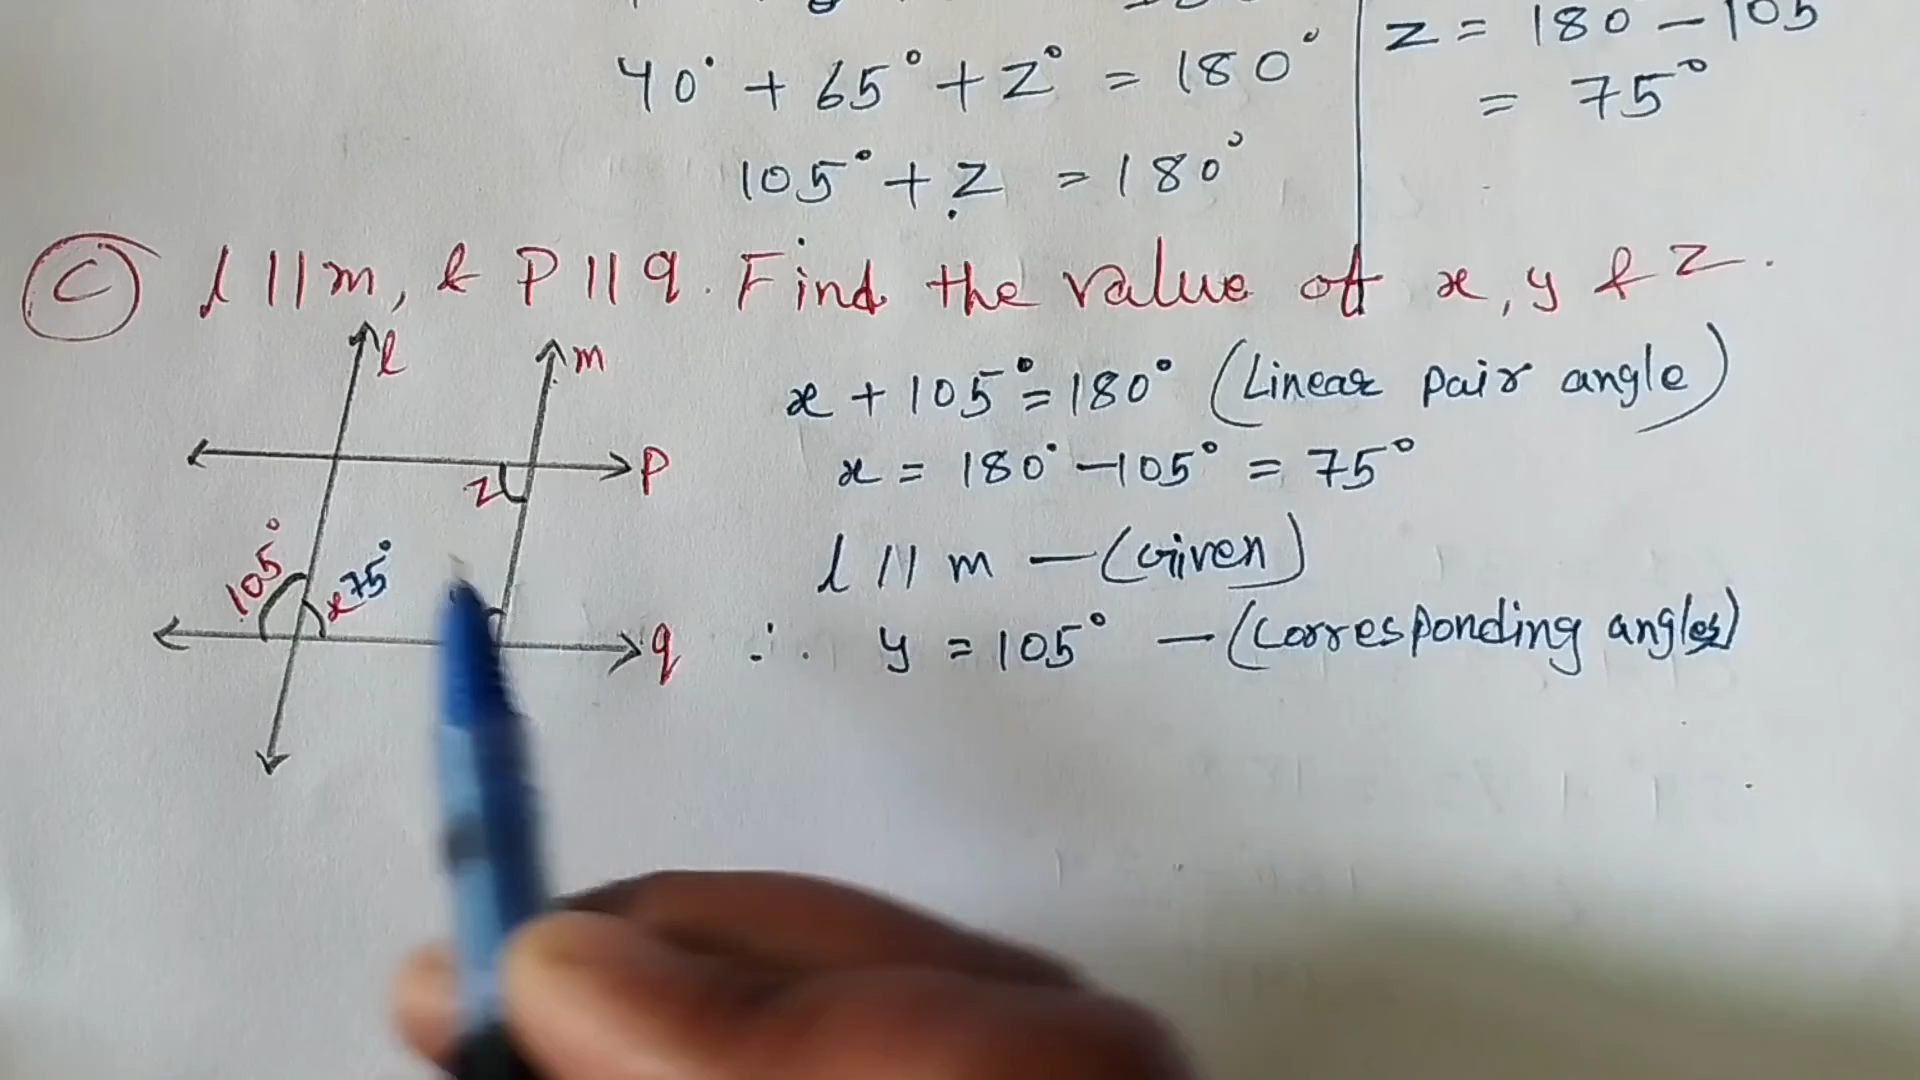 40° + 65° + Z° = 180°
105° + Z = 180°
Z = 180 - 105
= 75°
C l || m, & P || q. Find the value of x, y & Z.
l
m
P
Z
105°
x 75°
q
x + 105° = 180° (Linear pair angle)
x = 180° - 105° = 75°
l || m - (Given)
∴ y = 105° - (Corresponding angles)